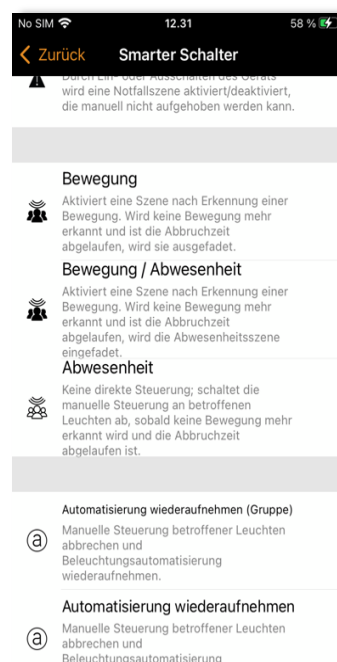 No SIM 12.31 58 %
Zurück Smarter Schalter
Durch Ein- oder Ausschalten des Geräts
wird eine Notfallszene aktiviert/deaktiviert,
die manuell nicht aufgehoben werden kann.
Bewegung
Aktiviert eine Szene nach Erkennung einer
Bewegung. Wird keine Bewegung mehr
erkannt und ist die Abbruchzeit
abgelaufen, wird sie ausgefadet.
Bewegung / Abwesenheit
Aktiviert eine Szene nach Erkennung einer
Bewegung. Wird keine Bewegung mehr
erkannt und ist die Abbruchzeit
abgelaufen, wird die Abwesenheitsszene
eingefadet.
Abwesenheit
Keine direkte Steuerung; schaltet die
manuelle Steuerung an betroffenen
Leuchten ab, sobald keine Bewegung mehr
erkannt wird und die Abbruchzeit
abgelaufen ist.
Automatisierung wiederaufnehmen (Gruppe)
a
Manuelle Steuerung betroffener Leuchten
abbrechen und
Beleuchtungsautomatisierung
wiederaufnehmen.
Automatisierung wiederaufnehmen
a
Manuelle Steuerung betroffener Leuchten
abbrechen und
Beleuchtungsautomatisierung